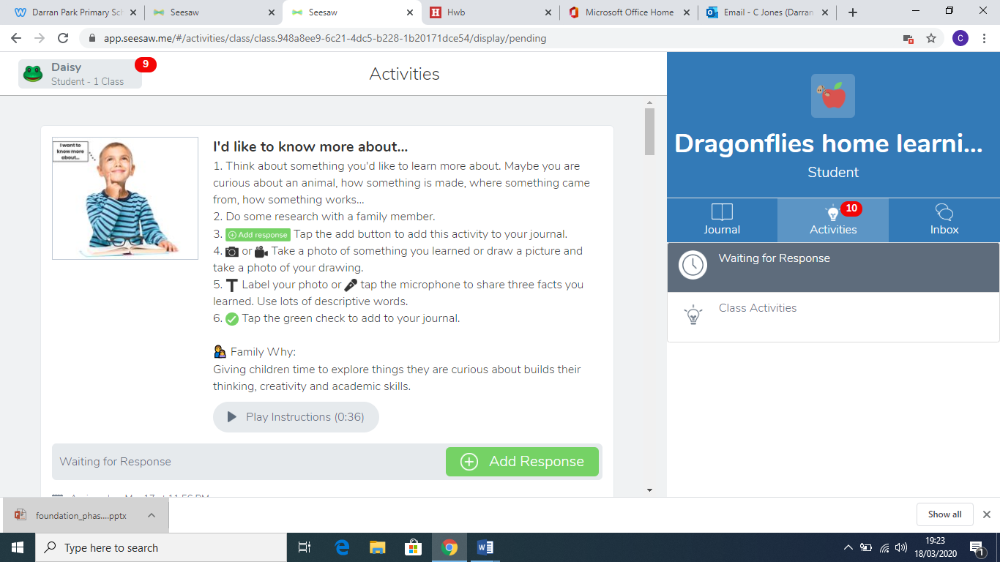 Darran Park Primary Sch
Seesaw
Seesaw
Hwb
Microsoft Office Home
Email - C Jones (Darran
app.seesaw.me/#/activities/class/class.948a8ee9-6c21-4dc5-b228-1b20171dce54/display/pending
C
Daisy
9
Student - 1 Class
Activities
I want to
know more
about...
I'd like to know more about...
1. Think about something you'd like to learn more about. Maybe you are
curious about an animal, how something is made, where something came
from, how something works...
2. Do some research with a family member.
3. Add response Tap the add button to add this activity to your journal.
4. or Take a photo of something you learned or draw a picture and
take a photo of your drawing.
5. T Label your photo or tap the microphone to share three facts you
learned. Use lots of descriptive words.
6. Tap the green check to add to your journal.
Family Why:
Giving children time to explore things they are curious about builds their
thinking, creativity and academic skills.
Play Instructions (0:36)
Waiting for Response
Add Response
Dragonflies home learni...
Student
Journal
10
Activities
Inbox
Waiting for Response
Class Activities
foundation_phas....pptx
Show all
Type here to search
19:23
18/03/2020
1